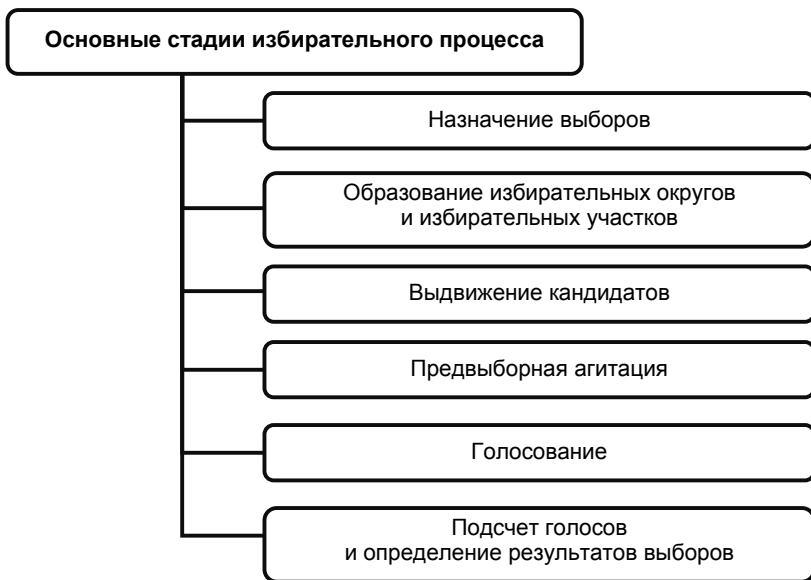 Основные стадии избирательного процесса
Назначение выборов
Образование избирательных округов
и избирательных участков
Выдвижение кандидатов
Предвыборная агитация
Голосование
Подсчет голосов
и определение результатов выборов